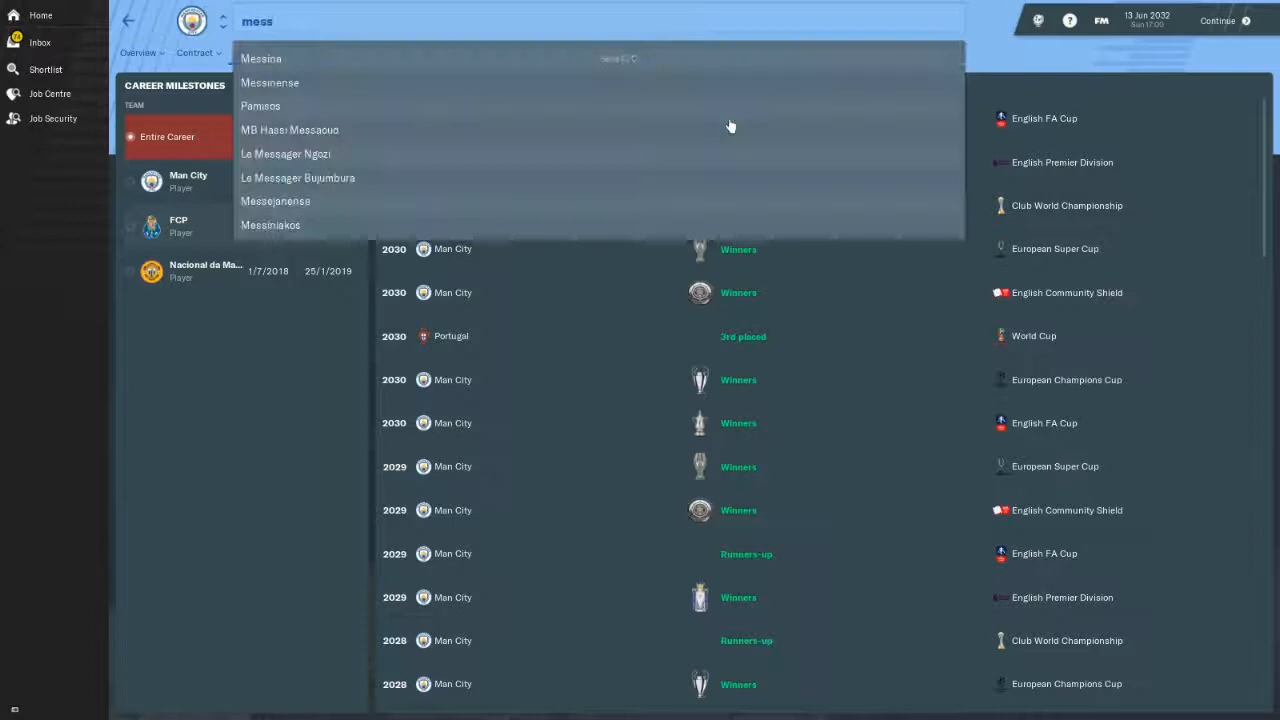 Home
74
Inbox
Shortlist
Job Centre
Job Security
mess
FM
13 Jun 2032
Sun 17:00
Continue
Overview
Contract
Messina
Messinense
Pamisos
MB Hassi Messaoud
Le Messager Ngozi
Le Messager Bujumbura
Messejanense
Messiniakos
CAREER MILESTONES
TEAM
Entire Career
Man City
Player
FCP
Player
Nacional da Ma... 1/7/2018 25/1/2019
Player
English FA Cup
English Premier Division
Club World Championship
2030 Man City Winners European Super Cup
2030 Man City Winners English Community Shield
2030 Portugal 3rd placed World Cup
2030 Man City Winners European Champions Cup
2030 Man City Winners English FA Cup
2029 Man City Winners European Super Cup
2029 Man City Winners English Community Shield
2029 Man City Runners-up English FA Cup
2029 Man City Winners English Premier Division
2028 Man City Runners-up Club World Championship
2028 Man City Winners European Champions Cup